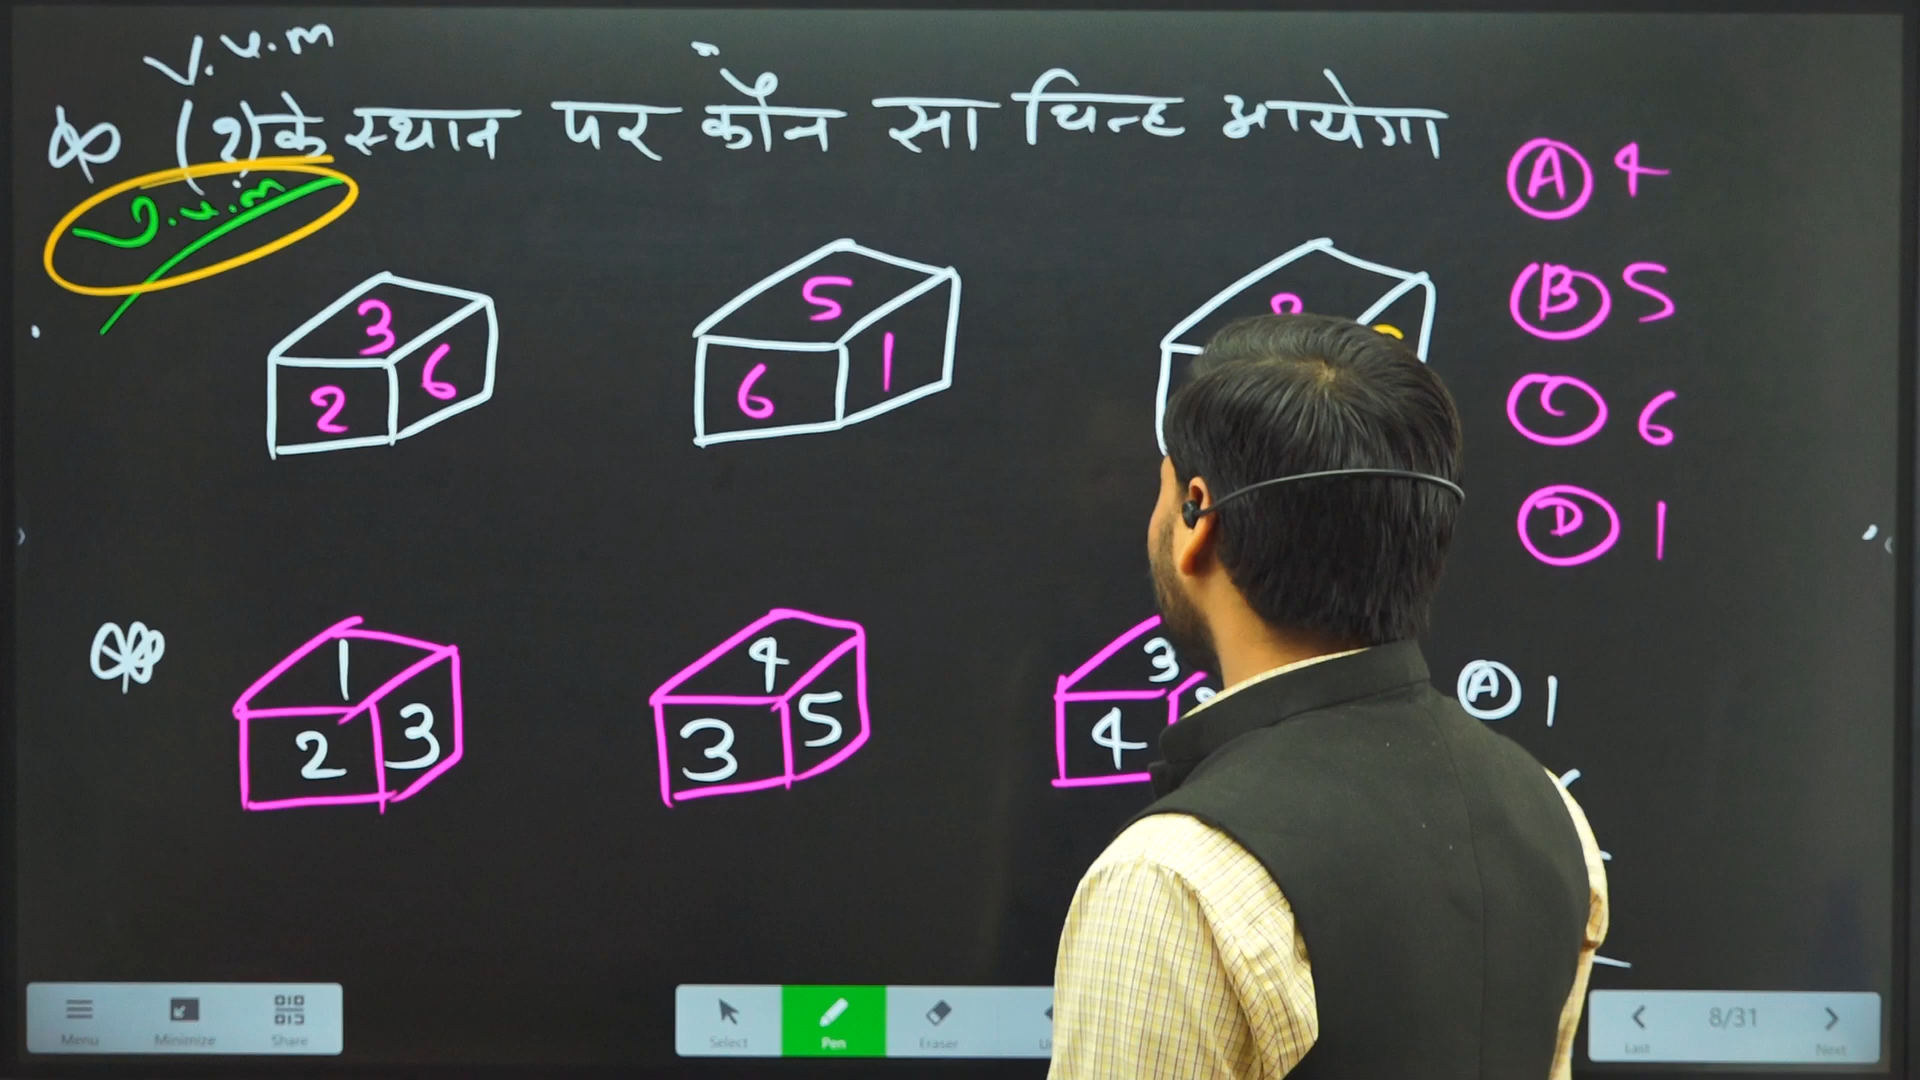 V.v.m
(?) के स्थान पर कौन सा चिन्ह आयेगा
V.v.m
A 4
B 5
C 6
D 1
3
2 6
5
6 1
1
2 3
4
3 5
3
4
A 1
Menu Minimize Share
Select Pen Eraser
8/31
Last Next